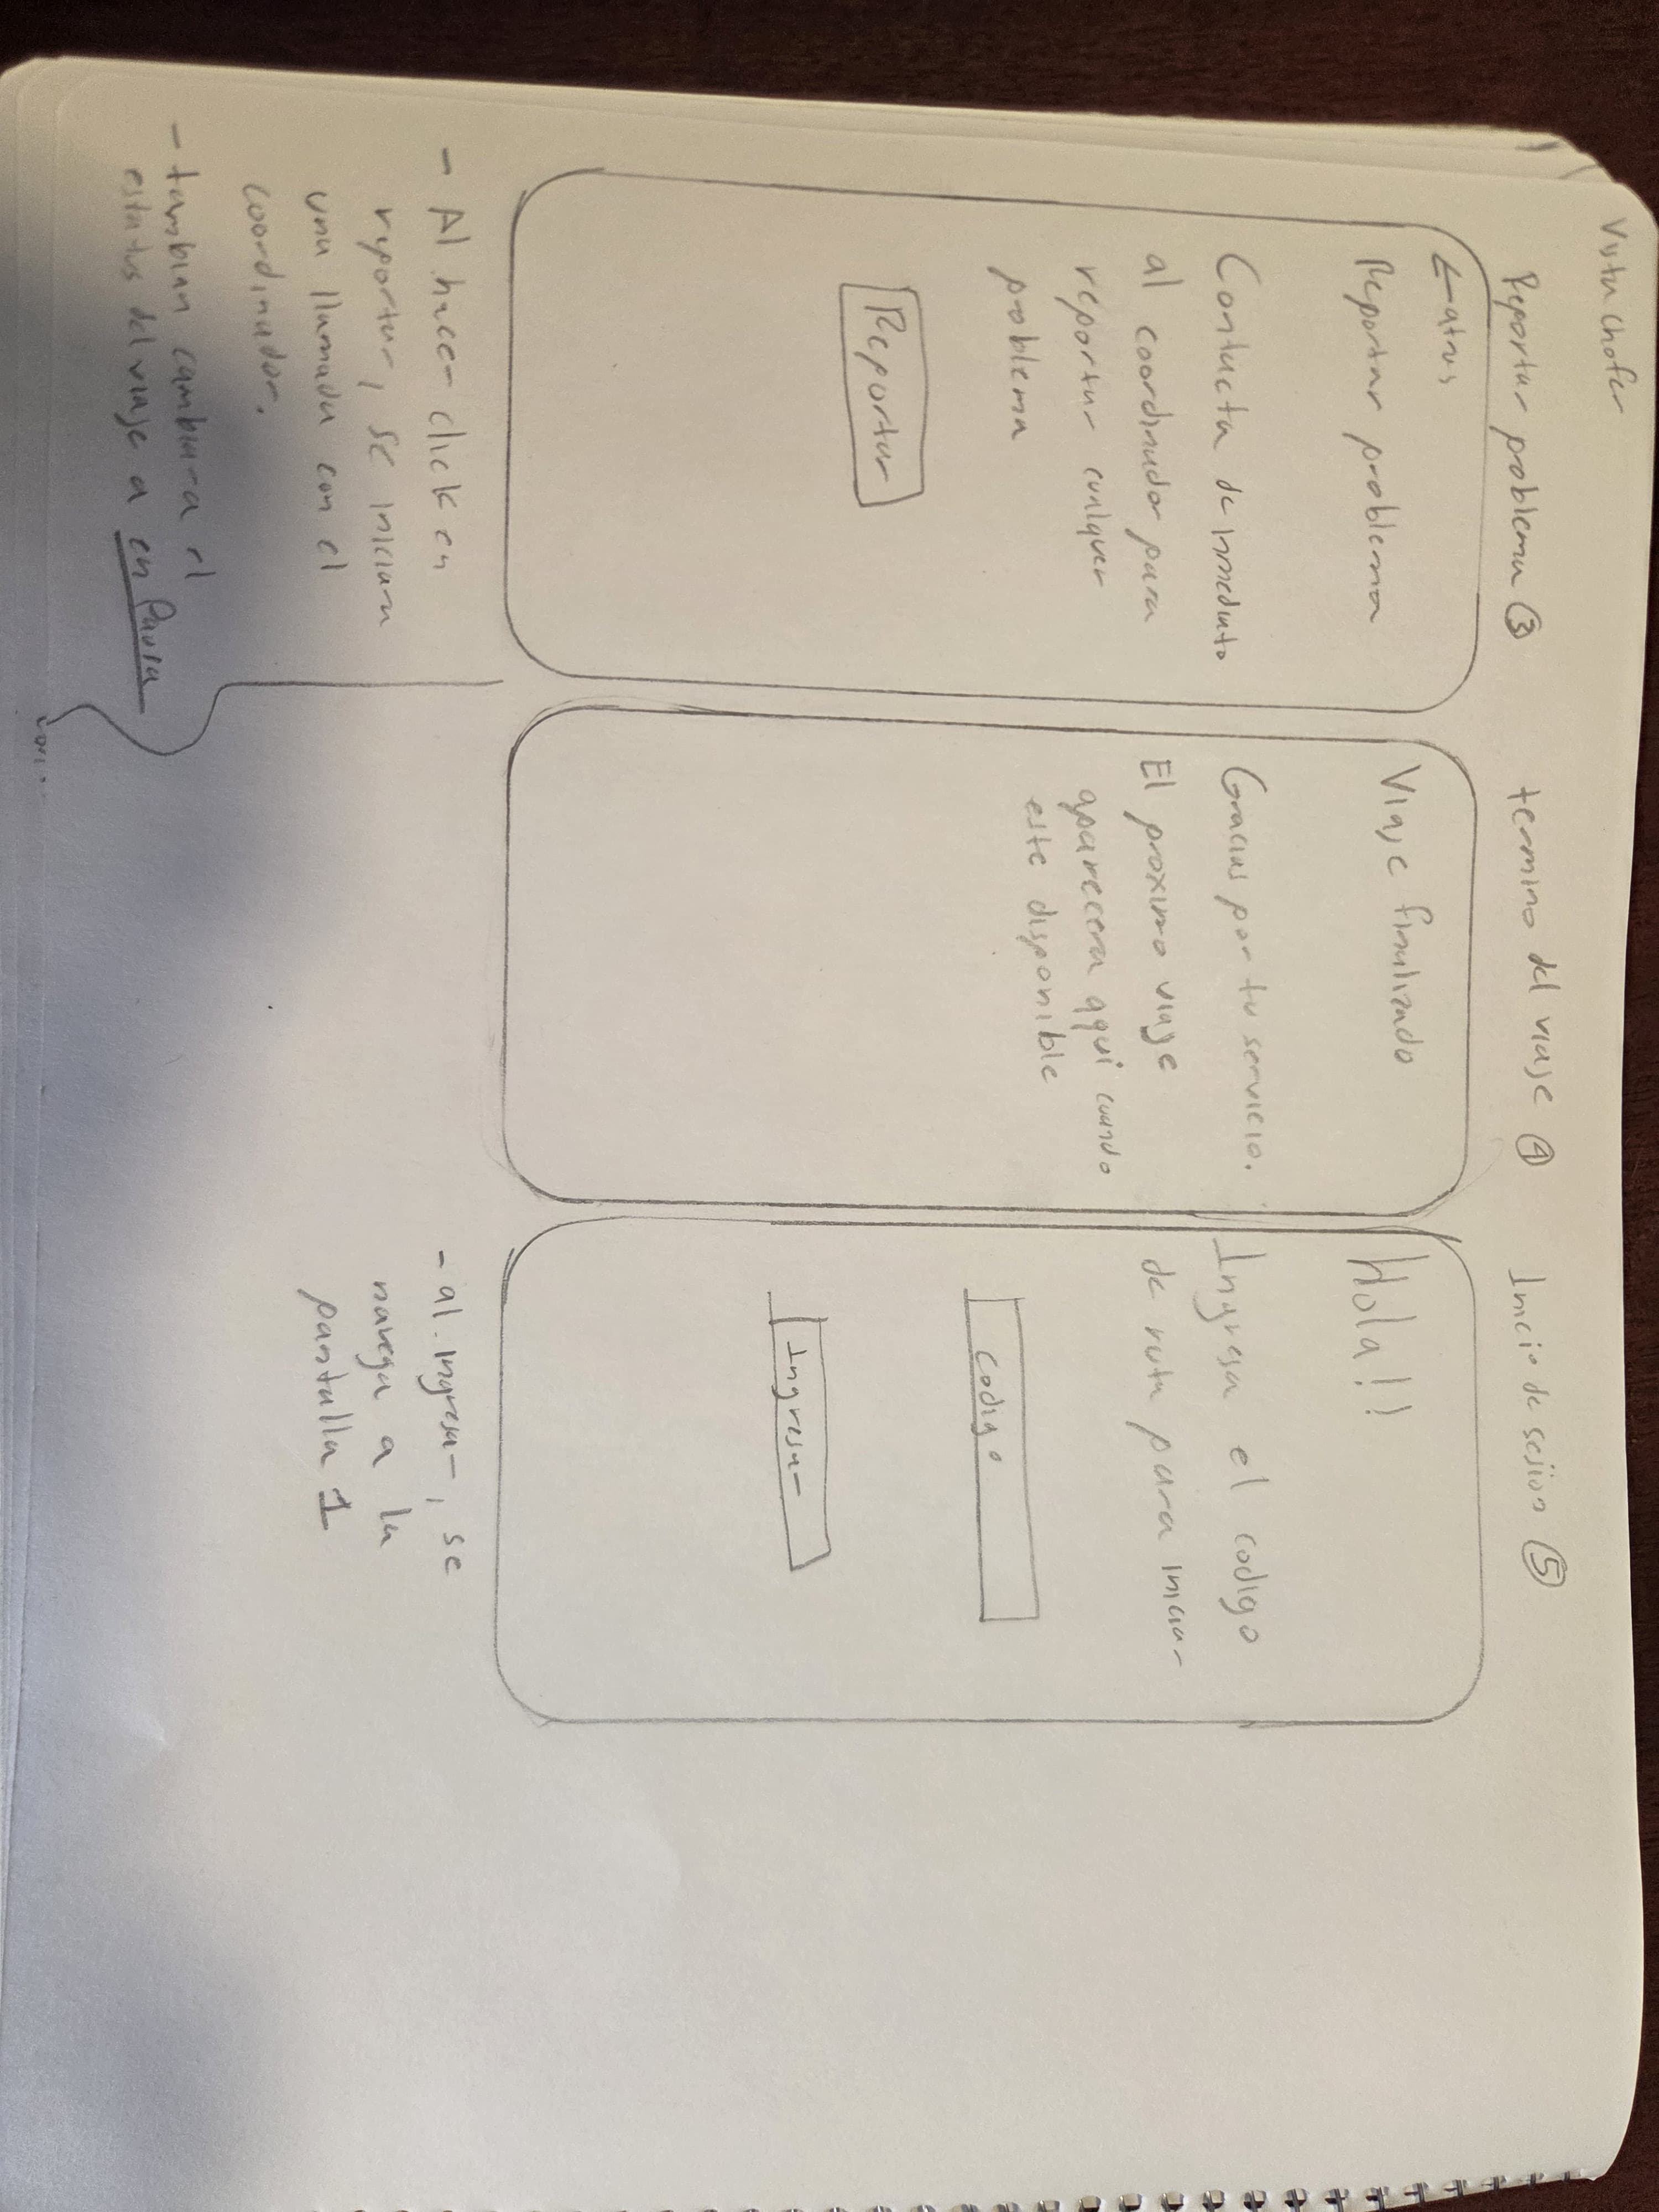 Vista chofer
Reportar problema ③
← atras
Reportar problema
Contacta de inmediato
al coordinador para
reportar cualquier
problema
Reportar
- Al hacer click en
reportar, se iniciara
una llamada con el
coordinador.
- tambien cambiara el
estatus del viaje a en Pausa
termino del viaje ④
Viaje finalizado
Gracias por tu servicio.
El proximo viaje
aparecera aqui cuando
este disponible
Inicio de sesion ⑤
Hola!!
Ingresa el codigo
de ruta para iniciar
codigo
Ingresar
- al ingresar, se
navega a la
pantalla 1